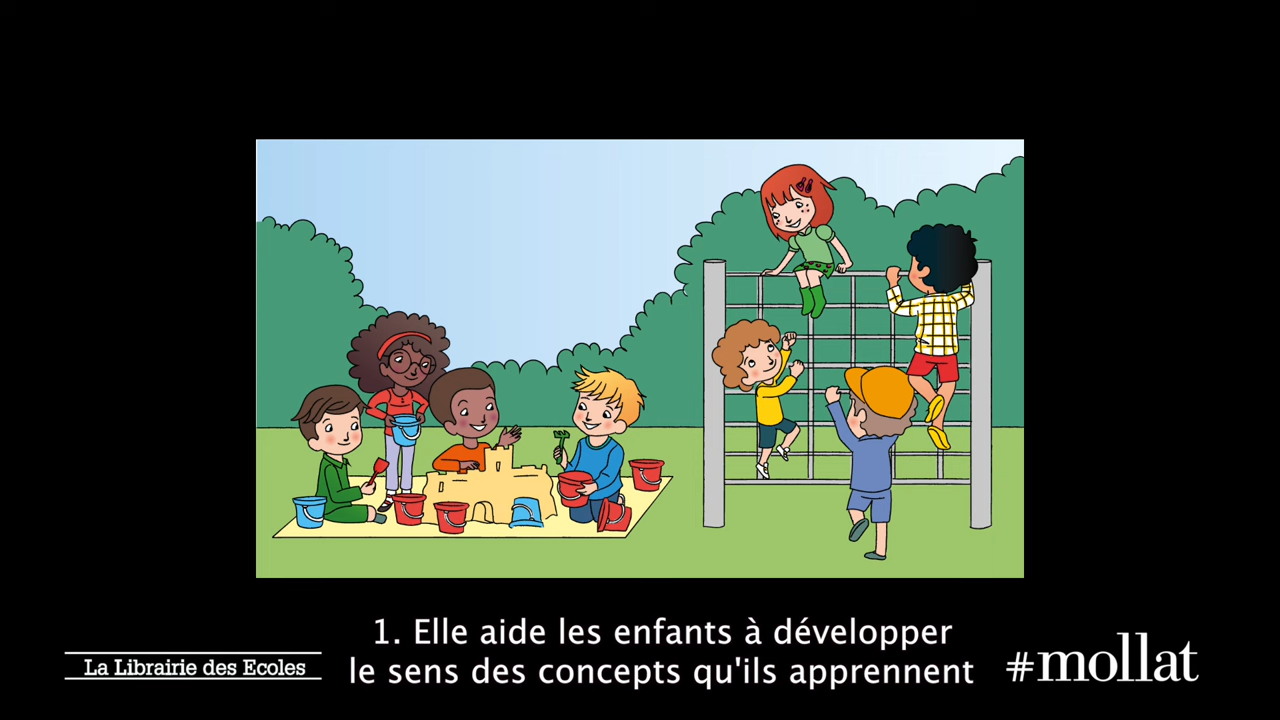 1. Elle aide les enfants à développer
le sens des concepts qu'ils apprennent
La Librairie des Ecoles
#mollat